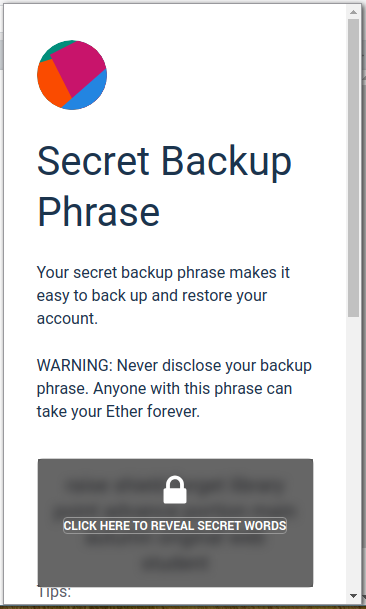 Secret Backup
Phrase
Your secret backup phrase makes it
easy to back up and restore your
account.
WARNING: Never disclose your backup
phrase. Anyone with this phrase can
take your Ether forever.
CLICK HERE TO REVEAL SECRET WORDS
Tips: